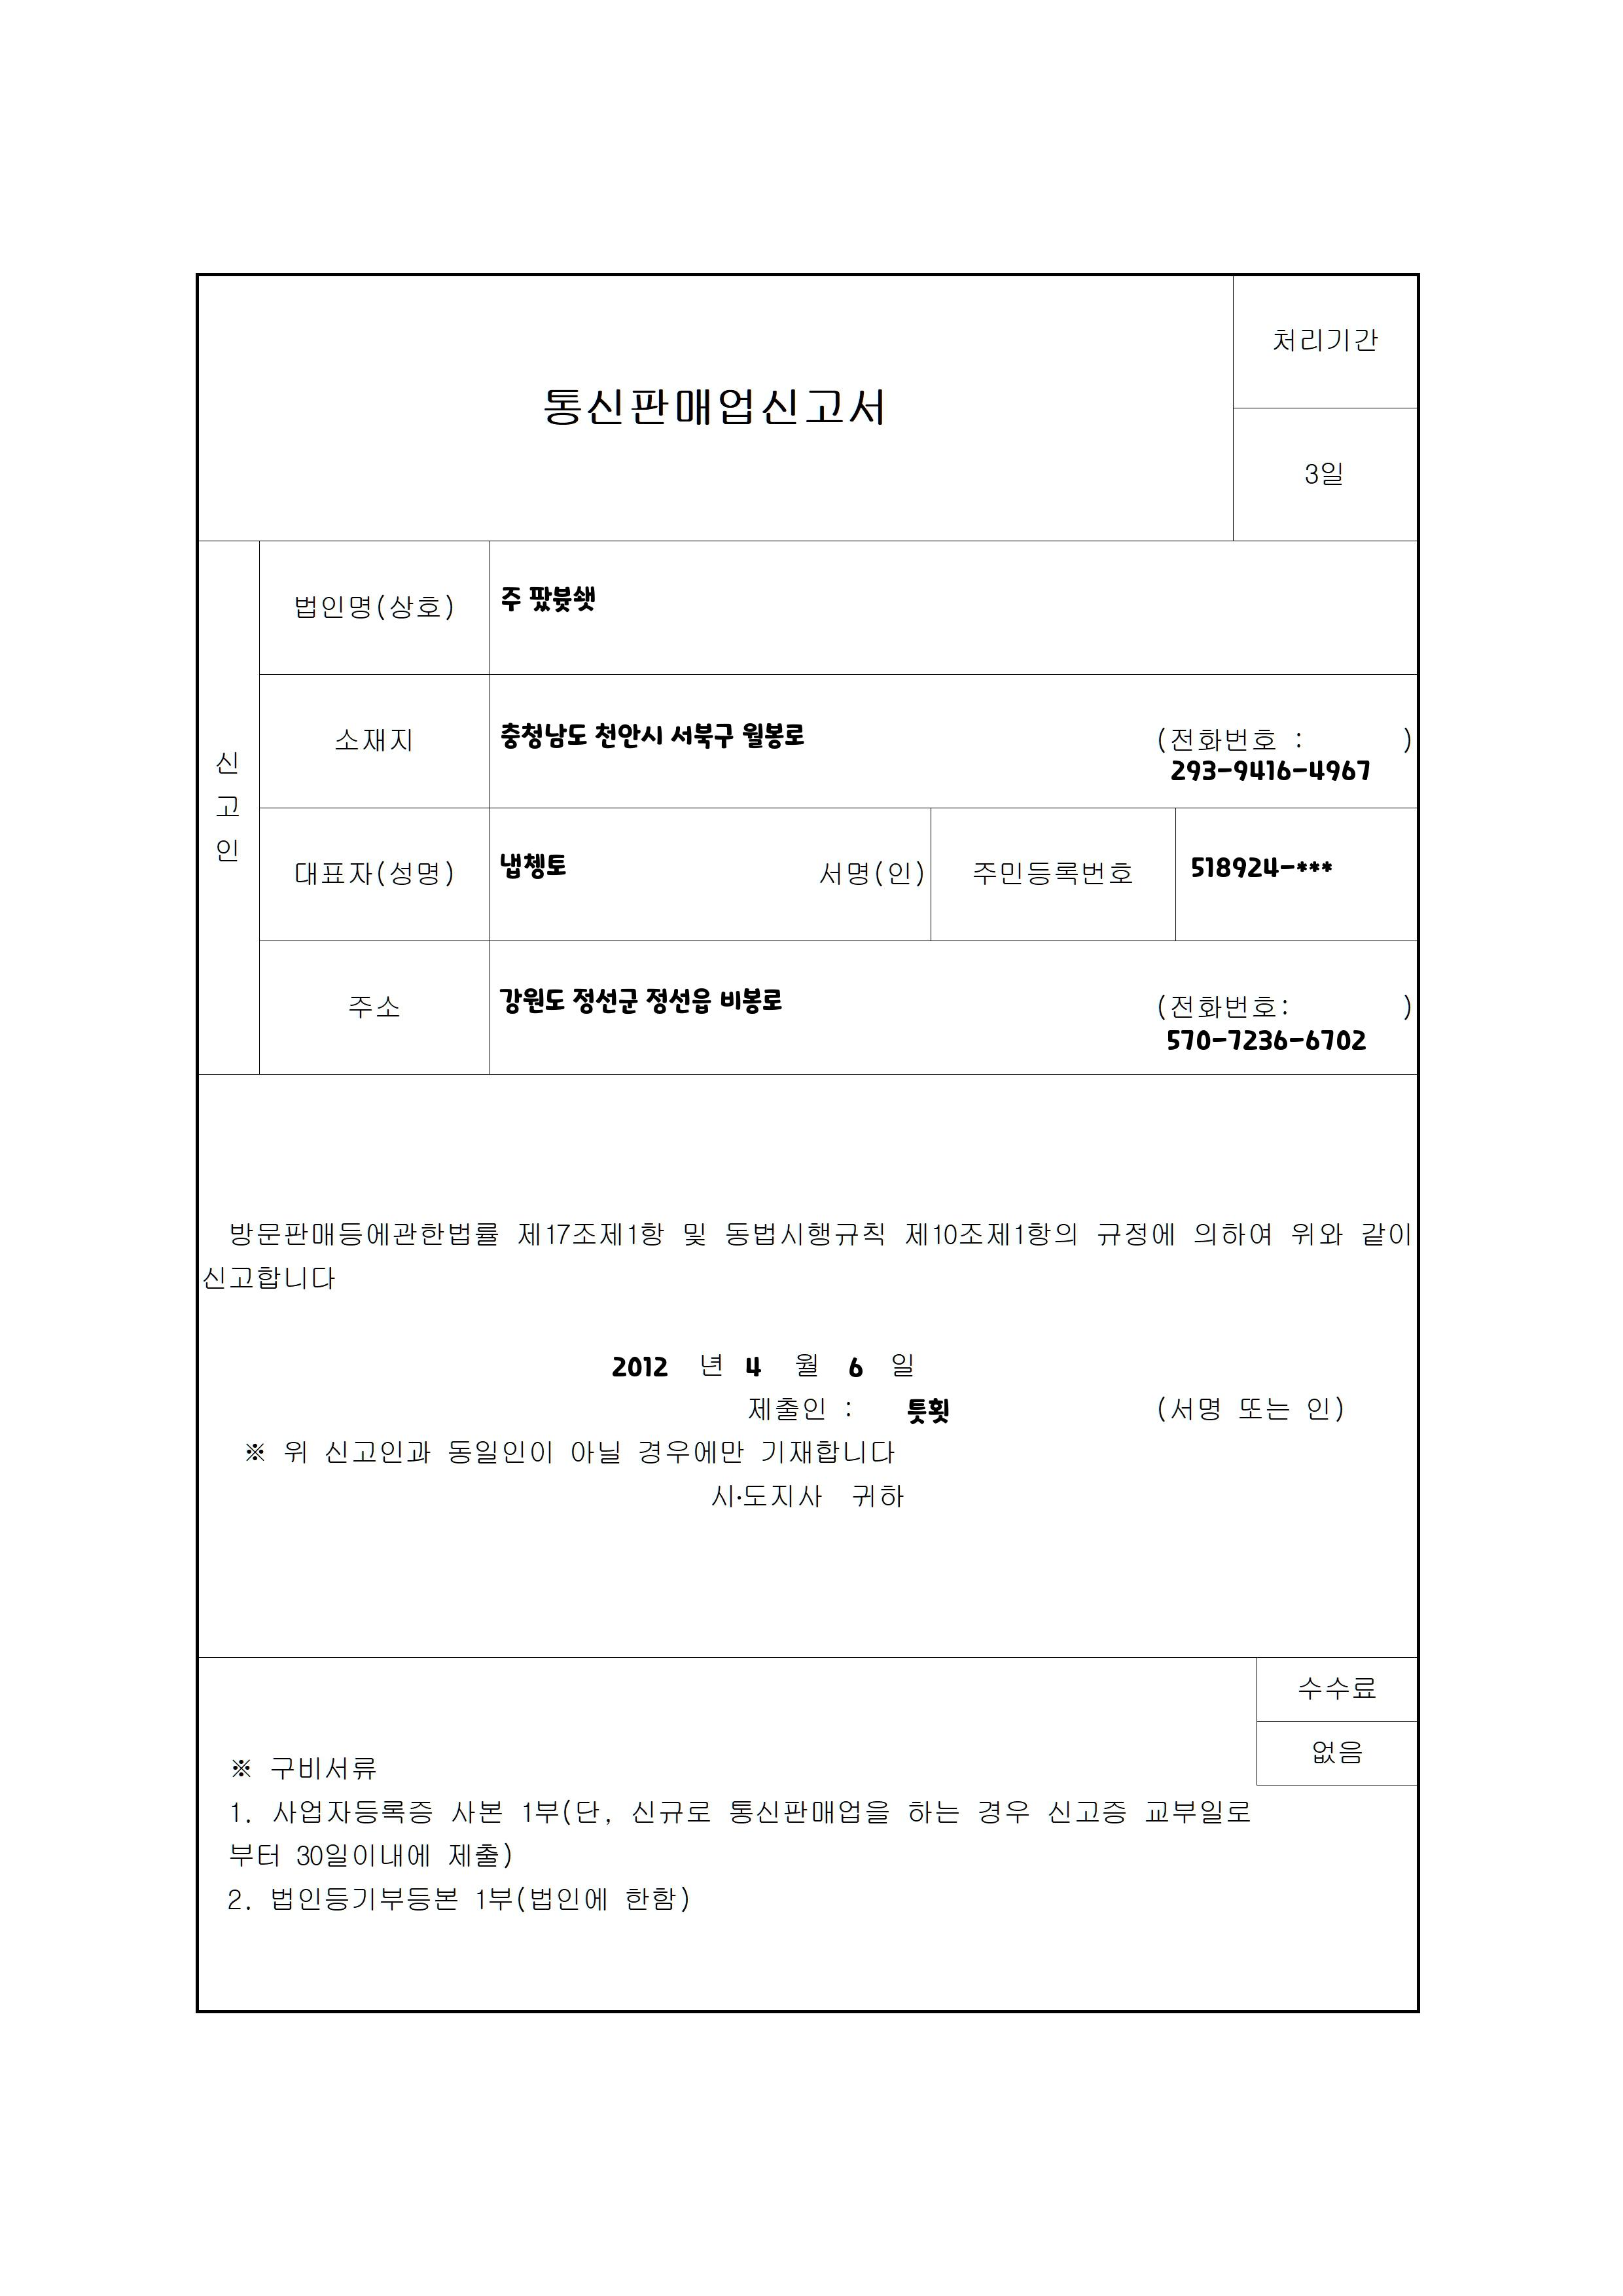 처리기간
통신판매업신고서
3일
신고인
법인명(상호) 주
소재지 충청남도 천안시 서북구 월봉로 (전화번호 : )
293-9416-4967
대표자(성명) 냅쳉토 서명(인) 주민등록번호 518924-***
주소 강원도 정선군 정선읍 비봉로 (전화번호: )
570-7236-6702
방문판매등에관한법률 제17조제1항 및 동법시행규칙 제10조제1항의 규정에 의하여 위와 같이
신고합니다
2012 년 4 월 6 일
제출인 : 틋횟 (서명 또는 인)
※ 위 신고인과 동일인이 아닐 경우에만 기재합니다
시·도지사 귀하
수수료
없음
※ 구비서류
1. 사업자등록증 사본 1부(단, 신규로 통신판매업을 하는 경우 신고증 교부일로
부터 30일이내에 제출)
2. 법인등기부등본 1부(법인에 한함)